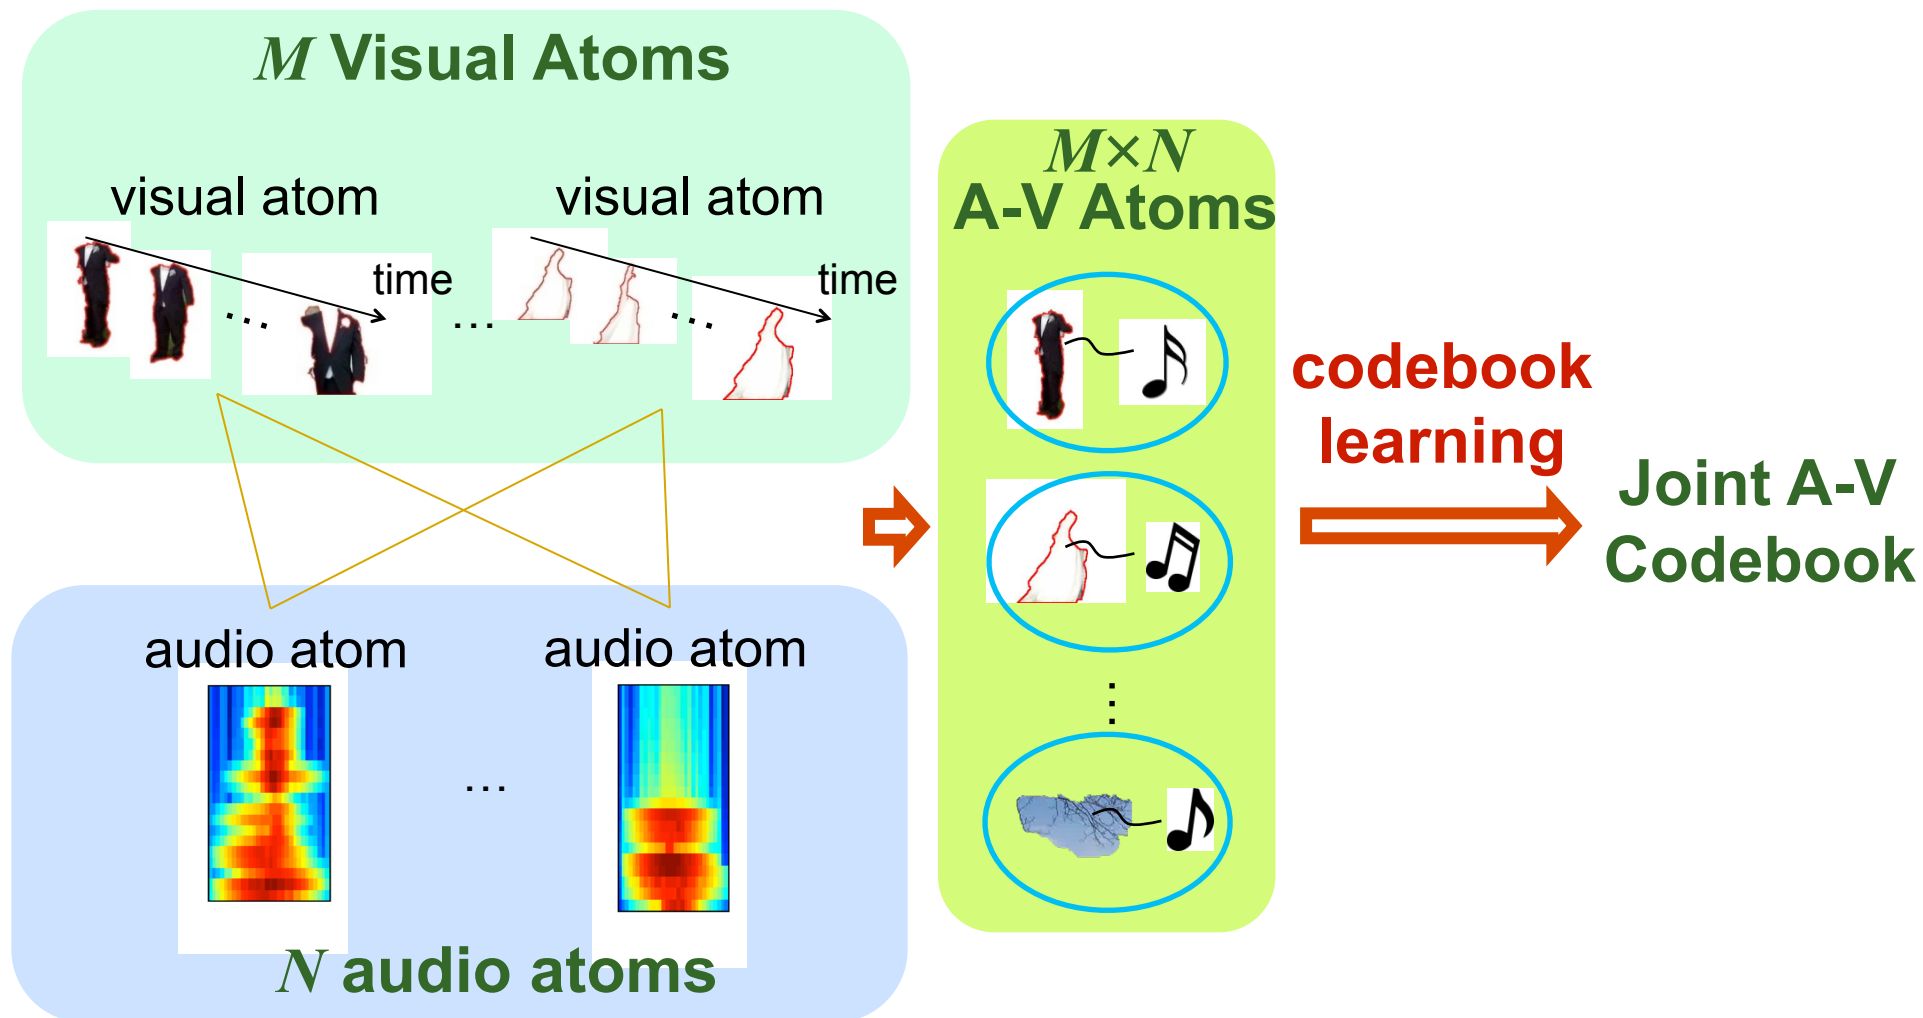 M Visual Atoms
visual atom
visual atom
time
time
...
...
...
audio atom
audio atom
...
N audio atoms
M×N
A-V Atoms
...
codebook
learning
Joint A-V
Codebook